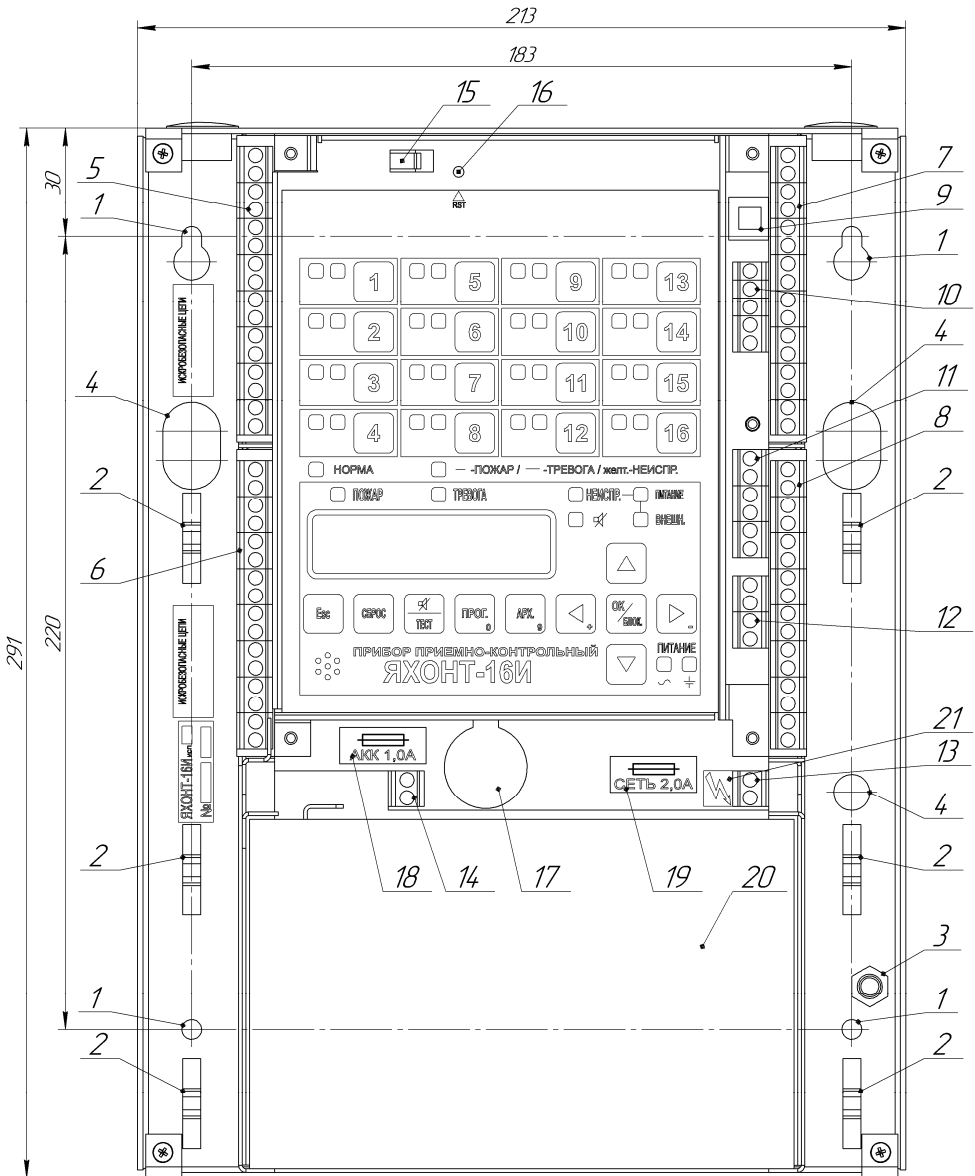 213
183
15 16
30
5
7
9
1
1
RST
1 5 9 13
10
2 6 10 14
ИСКРОБЕЗОПАСНЫЕ ЦЕПИ
4
4
3 7 11 15
11
4 8 12 16
8
НОРМА — -ПОЖАР / — -ТРЕВОГА / желт.-НЕИСПР.
2
2
ПОЖАР ТРЕВОГА НЕИСПР. ПИТАНИЕ
ВНЕШН.
6
Esc СБРОС ТЕСТ ПРОГ. 0 АРХ. 9 + ОК/БЛОК. -
12
291
220
ПРИБОР ПРИЕМНО-КОНТРОЛЬНЫЙ ПИТАНИЕ
ЯХОНТ-16И
ИСКРОБЕЗОПАСНЫЕ ЦЕПИ
21
АКК 1,0А
13
СЕТЬ 2,0А
ЯХОНТ-16И исп.
№
4
2
18 14 17 19 20
2
3
1
1
2
2